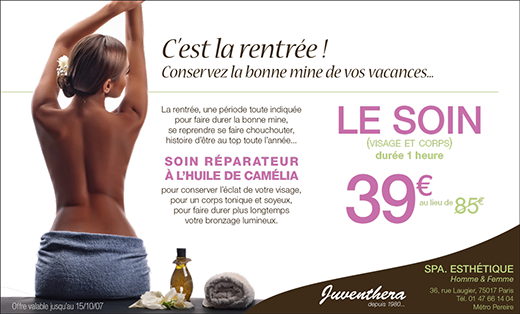 C'est la rentrée !
Conservez la bonne mine de vos vacances...
La rentrée, une période toute indiquée
pour faire durer la bonne mine,
se reprendre se faire chouchouter,
histoire d'être au top toute l'année...
SOIN RÉPARATEUR
À L'HUILE DE CAMÉLIA
pour conserver l'éclat de votre visage,
pour un corps tonique et soyeux,
pour faire durer plus longtemps
votre bronzage lumineux.
LE SOIN
(VISAGE ET CORPS)
durée 1 heure
39€
au lieu de 85€
Offre valable jusqu'au 15/10/07
Juventhera
depuis 1980...
SPA. ESTHÉTIQUE
Homme & Femme
36, rue Laugier, 75017 Paris
Tél. 01 47 66 14 04
Métro Pereire